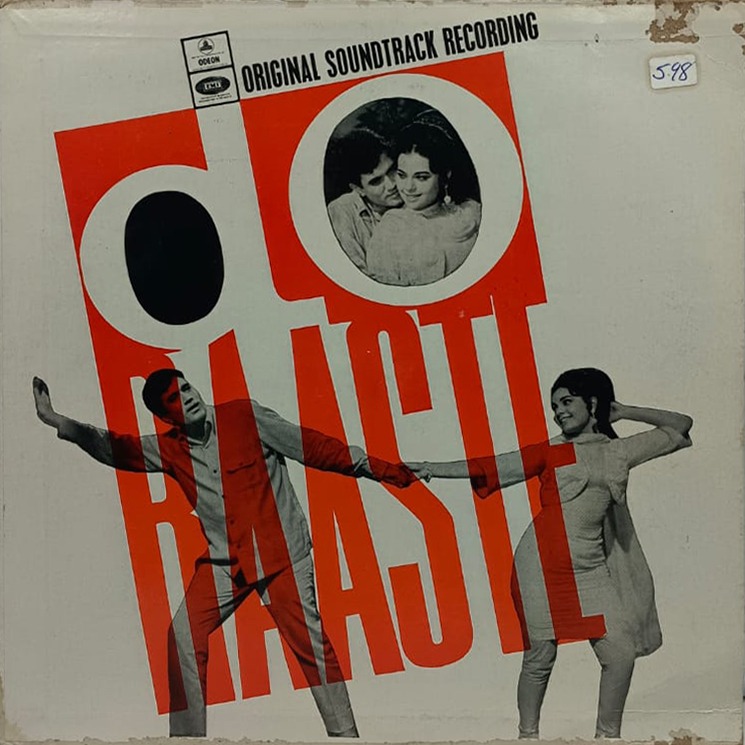 ODEON
EMI
ORIGINAL SOUNDTRACK RECORDING
5.98
do
RAASTE